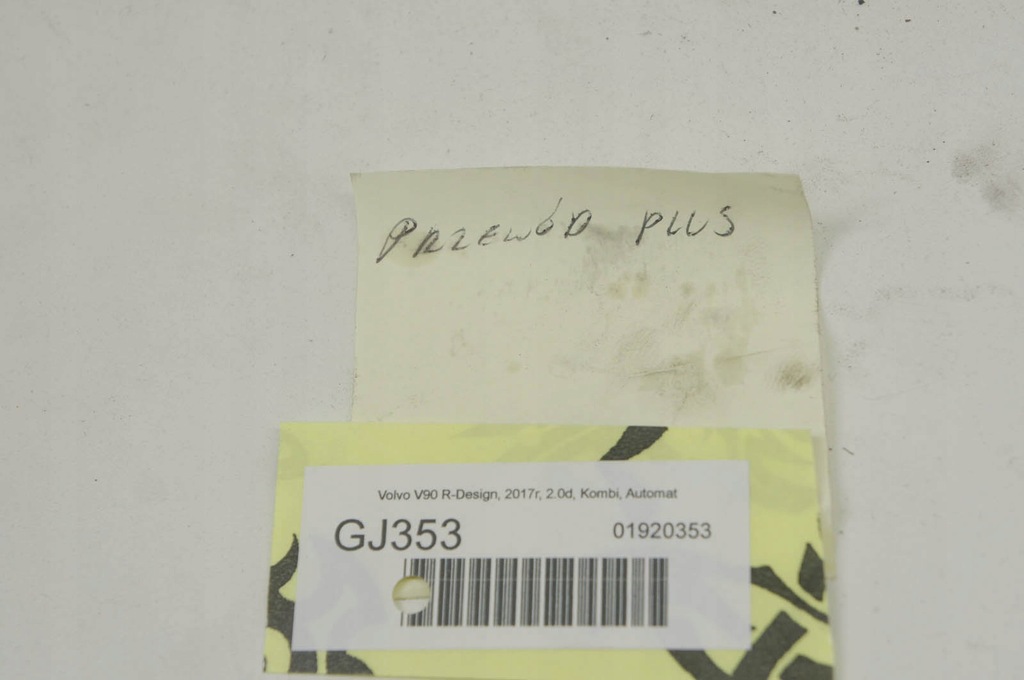 PRZEWÓD PLUS
Volvo V90 R-Design, 2017r, 2.0d, Kombi, Automat
GJ353 01920353